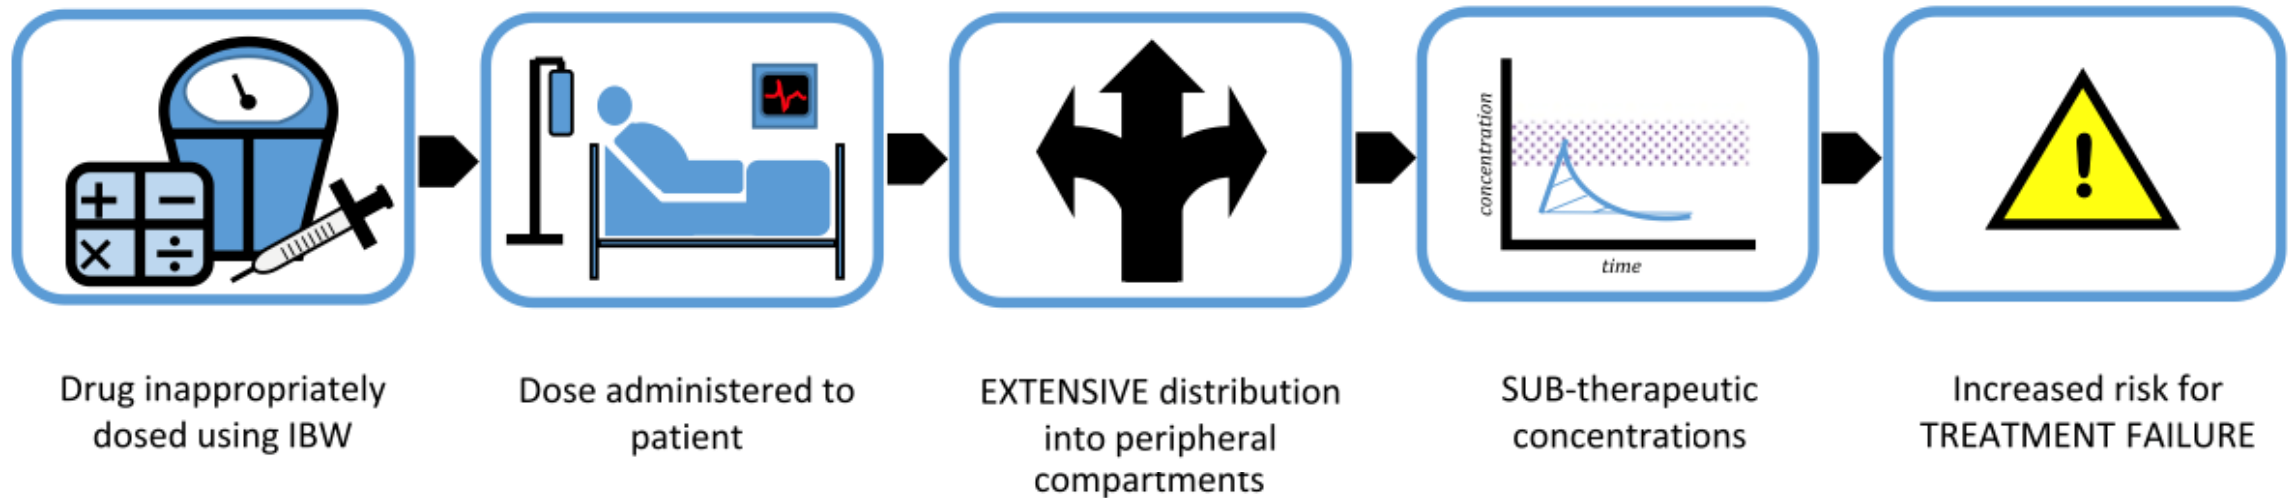 concentration
time
Drug inappropriately
dosed using IBW
Dose administered to
patient
EXTENSIVE distribution
into peripheral
compartments
SUB-therapeutic
concentrations
Increased risk for
TREATMENT FAILURE